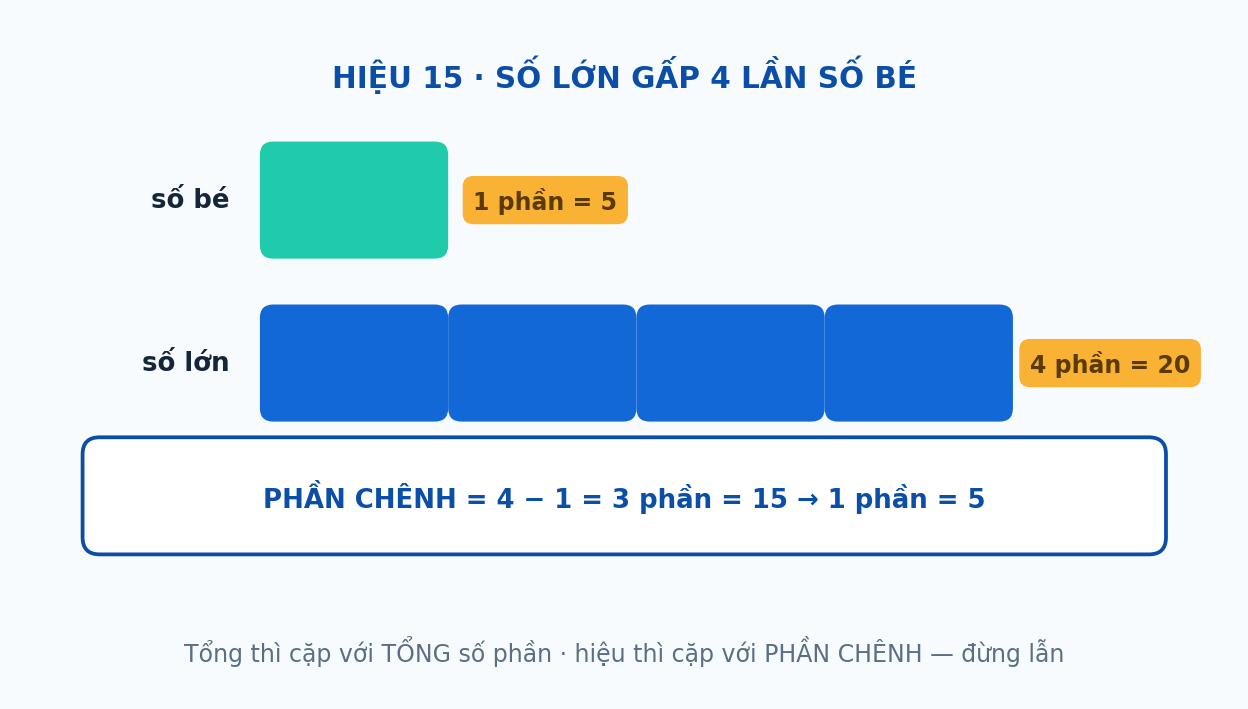 HIỆU 15 · SỐ LỚN GẤP 4 LẦN SỐ BÉ
số bé
1 phần = 5
số lớn
4 phần = 20
PHẦN CHÊNH = 4 − 1 = 3 phần = 15 → 1 phần = 5
Tổng thì cặp với TỔNG số phần · hiệu thì cặp với PHẦN CHÊNH — đừng lẫn